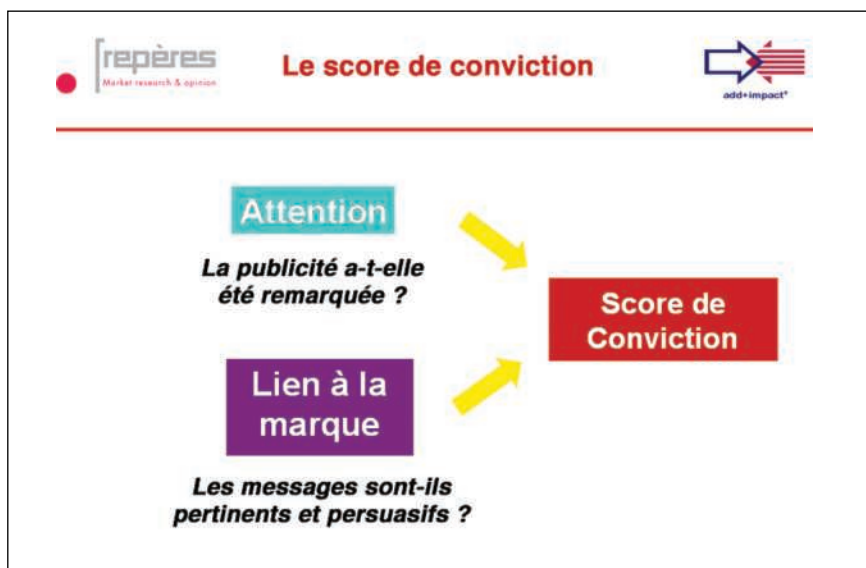 repères
Market research & opinion
Le score de conviction
add+impact®
Attention
La publicité a-t-elle
été remarquée ?
Score de
Conviction
Lien à la
marque
Les messages sont-ils
pertinents et persuasifs ?